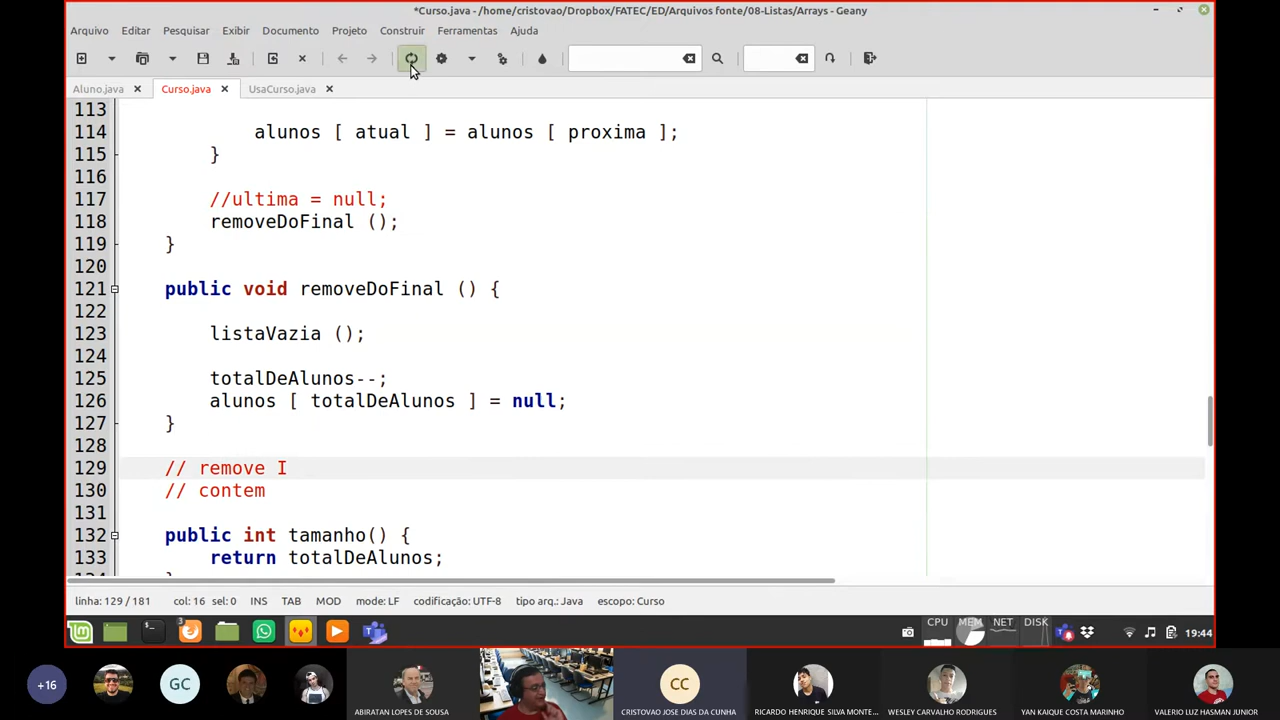 *Curso.java - /home/cristovao/Dropbox/FATEC/ED/Arquivos fonte/08-Listas/Arrays - Geany
Arquivo Editar Pesquisar Exibir Documento Projeto Construir Ferramentas Ajuda
Aluno.java Curso.java UsaCurso.java
113
114 alunos [ atual ] = alunos [ proxima ];
115 }
116
117 //ultima = null;
118 removeDoFinal ();
119 }
120
121 public void removeDoFinal () {
122
123 listaVazia ();
124
125 totalDeAlunos--;
126 alunos [ totalDeAlunos ] = null;
127 }
128
129 // remove I
130 // contem
131
132 public int tamanho() {
133 return totalDeAlunos;
linha: 129 / 181 col: 16 sel: 0 INS TAB MOD mode: LF codificação: UTF-8 tipo arq.: Java escopo: Curso
3 CPU MEM NET DISK 19:44
+16 GC CC
ABIRATAN LOPES DE SOUSA CRISTOVAO JOSE DIAS DA CUNHA RICARDO HENRIQUE SILVA MONTE... WESLEY CARVALHO RODRIGUES YAN KAIQUE COSTA MARINHO VALERIO LUZ HASMAN JUNIOR